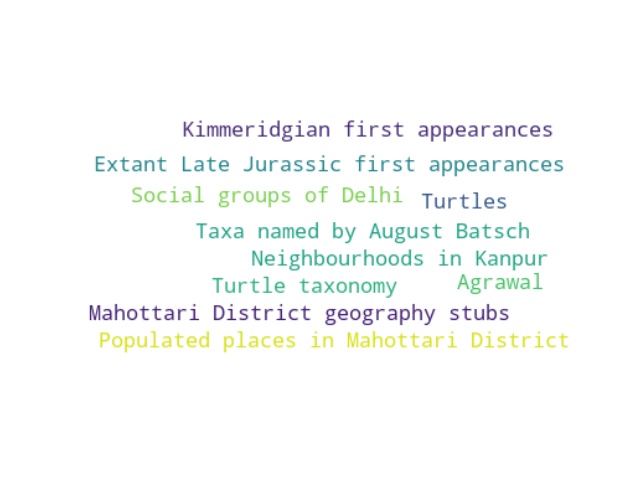 Kimmeridgian first appearances
Extant Late Jurassic first appearances
Social groups of Delhi
Turtles
Taxa named by August Batsch
Neighbourhoods in Kanpur
Turtle taxonomy
Agrawal
Mahottari District geography stubs
Populated places in Mahottari District